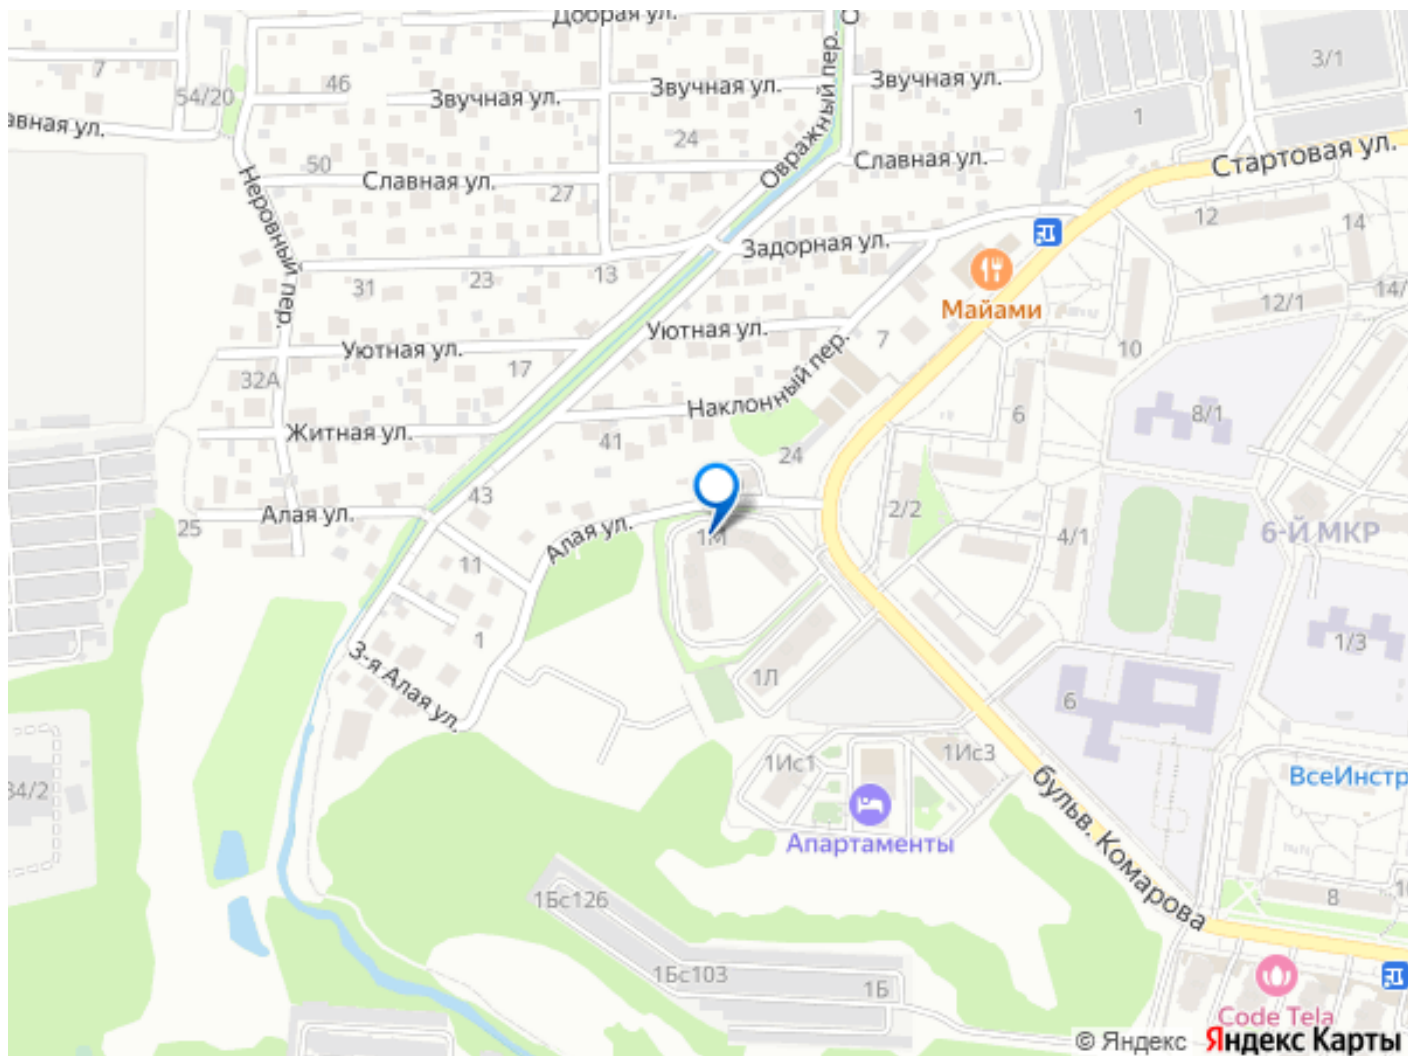 Добрая ул.
7
46
54/20
Звучная ул.
Звучная ул.
Звучная ул.
3/1
1
авная ул.
50
Славная ул.
27
24
Овражный пер.
Славная ул.
Стартовая ул.
Неровный пер.
12
14
Задорная ул.
31
23
13
Майами
12/1
14/
Уютная ул.
Уютная ул.
17
7
10
32А
Наклонный пер.
Житная ул.
41
6
8/1
24
43
25
Алая ул.
Алая ул.
1М
2/2
4/1
6-Й МКР
11
1
1Л
1/3
3-я Алая ул.
6
1Ис1
1Ис3
34/2
ВсеИнстр
бульв. Комарова
Апартаменты
1Бс126
8
1Бс103
1Б
Code Tela
© Яндекс
Яндекс Карты